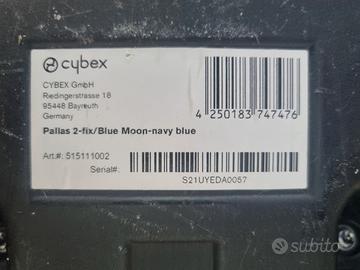 cybex
CYBEX GmbH
Riedingerstrasse 18
95448 Bayreuth
Germany
4 250183 747476
Pallas 2-fix/Blue Moon-navy blue
Art.#: 515111002
Serial#:
S21UYEDA0057
subito